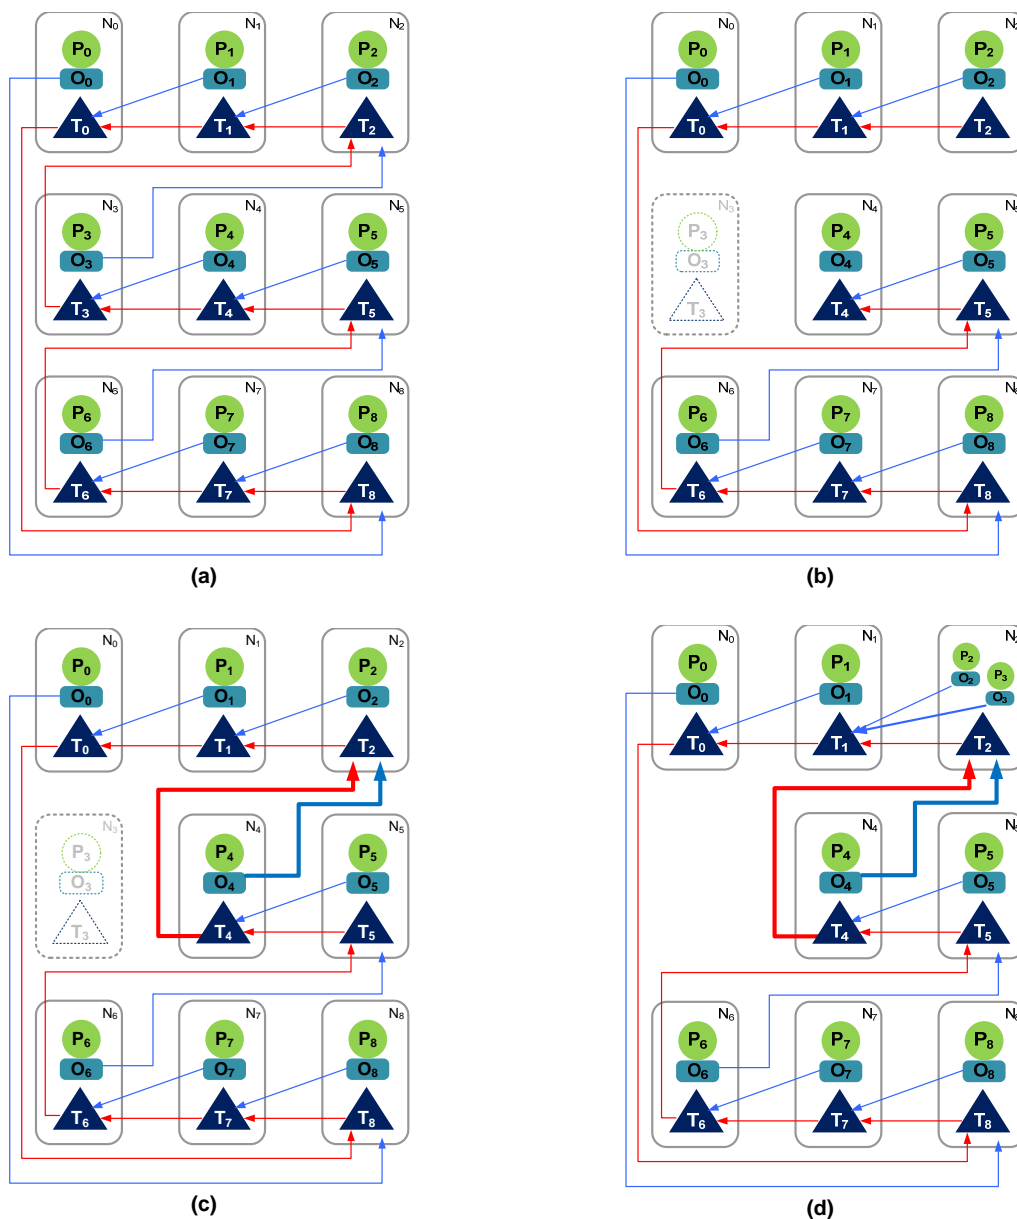 N₀ N₁ N₂
P₀ P₁ P₂
O₀ O₁ O₂
T₀ T₁ T₂
N₃ N₄ N₅
P₃ P₄ P₅
O₃ O₄ O₅
T₃ T₄ T₅
N₆ N₇ N₈
P₆ P₇ P₈
O₆ O₇ O₈
T₆ T₇ T₈
(a)
N₀ N₁ N₂
P₀ P₁ P₂
O₀ O₁ O₂
T₀ T₁ T₂
N₃ N₄ N₅
P₃ P₄ P₅
O₃ O₄ O₅
T₃ T₄ T₅
N₆ N₇ N₈
P₆ P₇ P₈
O₆ O₇ O₈
T₆ T₇ T₈
(b)
N₀ N₁ N₂
P₀ P₁ P₂
O₀ O₁ O₂
T₀ T₁ T₂
N₃ N₄ N₅
P₃ P₄ P₅
O₃ O₄ O₅
T₃ T₄ T₅
N₆ N₇ N₈
P₆ P₇ P₈
O₆ O₇ O₈
T₆ T₇ T₈
(c)
N₀ N₁ N₂
P₀ P₁ P₂ P₃
O₀ O₁ O₂ O₃
T₀ T₁ T₂
N₄ N₅
P₄ P₅
O₄ O₅
T₄ T₅
N₆ N₇ N₈
P₆ P₇ P₈
O₆ O₇ O₈
T₆ T₇ T₈
(d)